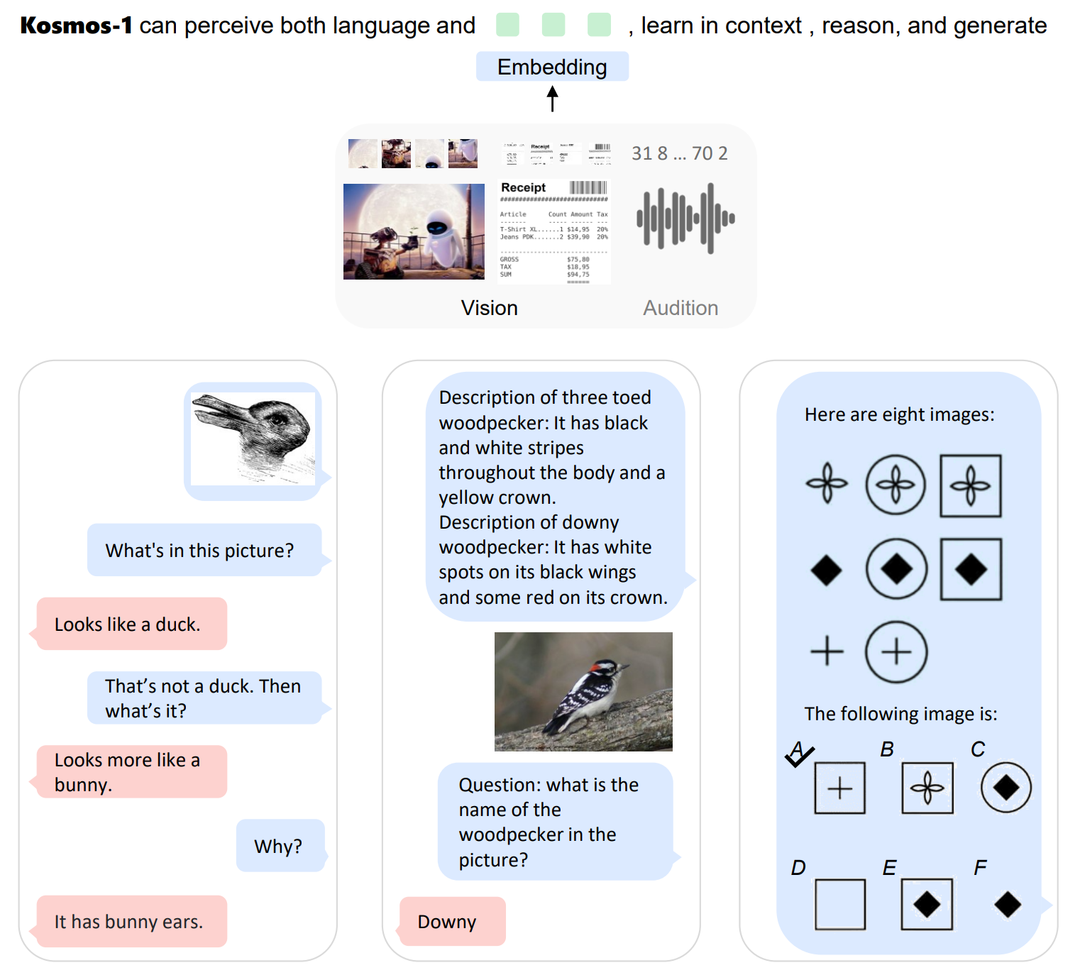 Kosmos-1 can perceive both language and , learn in context , reason, and generate
Embedding
31 8 ... 70 2
Receipt
Receipt
Article Count Amount Tax
T-Shirt XL......1 $14,95 20%
Jeans PDK.......2 $39,90 20%
GROSS $75,80
TAX $18,95
SUM $94,75
Vision
Audition
What's in this picture?
Looks like a duck.
That’s not a duck. Then
what’s it?
Looks more like a
bunny.
Why?
It has bunny ears.
Description of three toed
woodpecker: It has black
and white stripes
throughout the body and a
yellow crown.
Description of downy
woodpecker: It has white
spots on its black wings
and some red on its crown.
Question: what is the
name of the
woodpecker in the
picture?
Downy
Here are eight images:
The following image is:
A B C
D E F